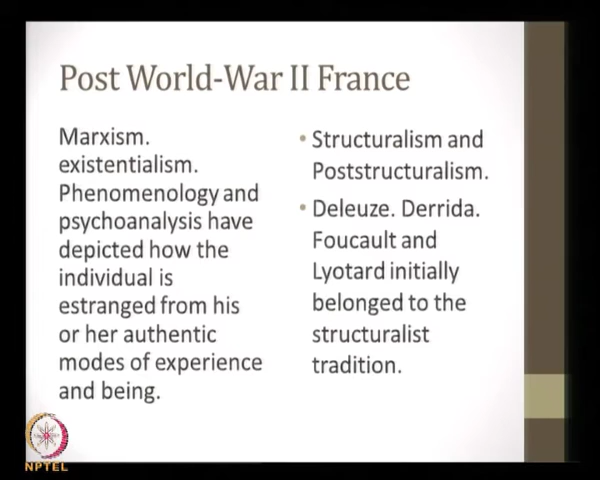 Post World-War II France
Marxism.
existentialism.
Phenomenology and
psychoanalysis have
depicted how the
individual is
estranged from his
or her authentic
modes of experience
and being.
• Structuralism and
Poststructuralism.
• Deleuze. Derrida.
Foucault and
Lyotard initially
belonged to the
structuralist
tradition.
NPTEL